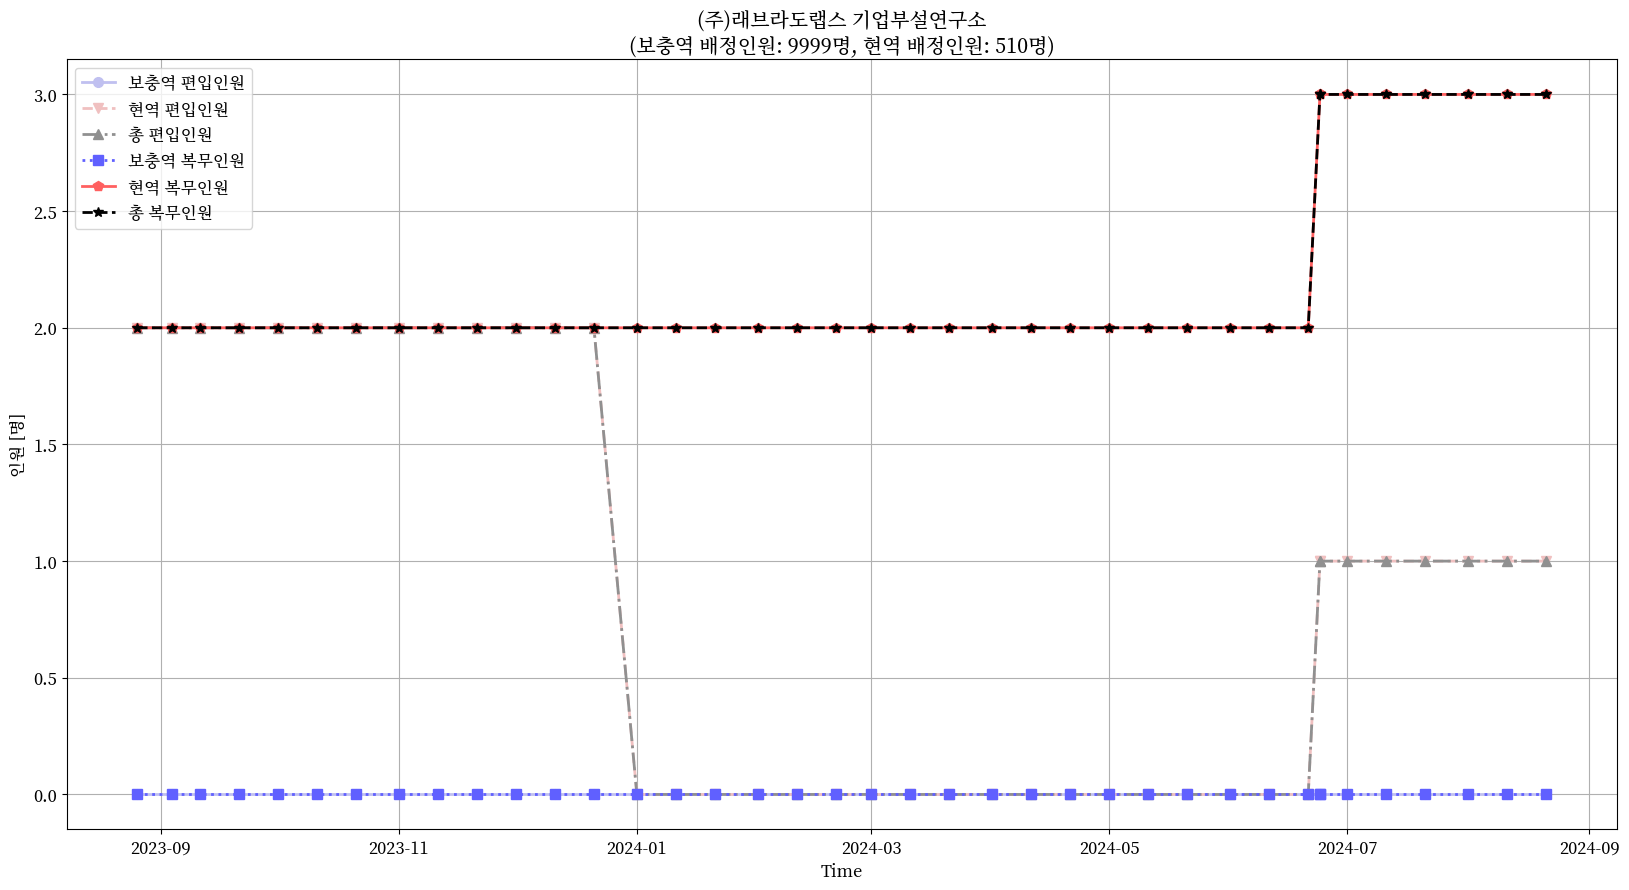 (주)래브라도랩스 기업부설연구소
(보충역 배정인원: 9999명, 현역 배정인원: 510명)
보충역 편입인원
현역 편입인원
총 편입인원
보충역 복무인원
현역 복무인원
총 복무인원
3.0
2.5
2.0
1.5
1.0
0.5
0.0
인원 [명]
2023-09
2023-11
2024-01
2024-03
2024-05
2024-07
2024-09
Time